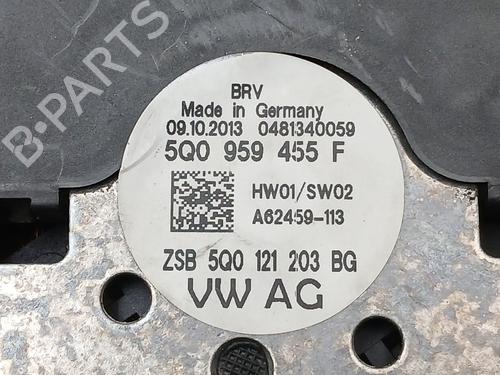 B-PARTS
BRV
Made in Germany
09.10.2013 0481340059
5Q0 959 455 F
HW01/SW02
A62459-113
ZSB 5Q0 121 203 BG
VW AG
B-PARTS